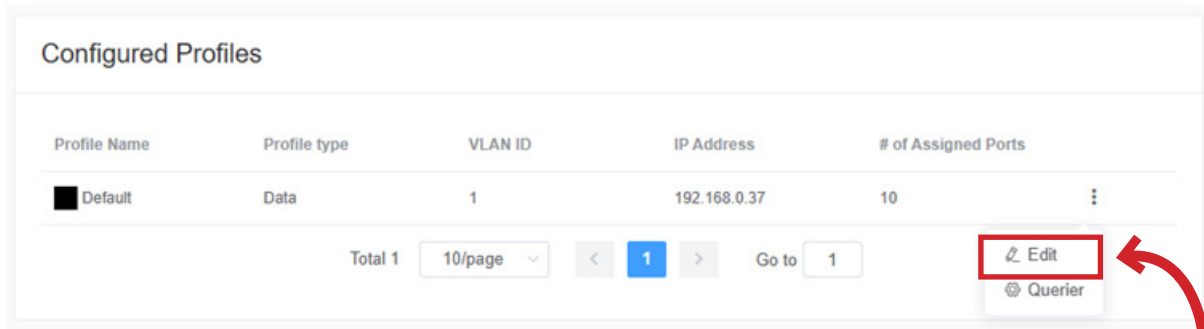 Configured Profiles
Profile Name Profile type VLAN ID IP Address # of Assigned Ports
Default Data 1 192.168.0.37 10
Total 1 10/page 1 Go to 1
Edit
Querier